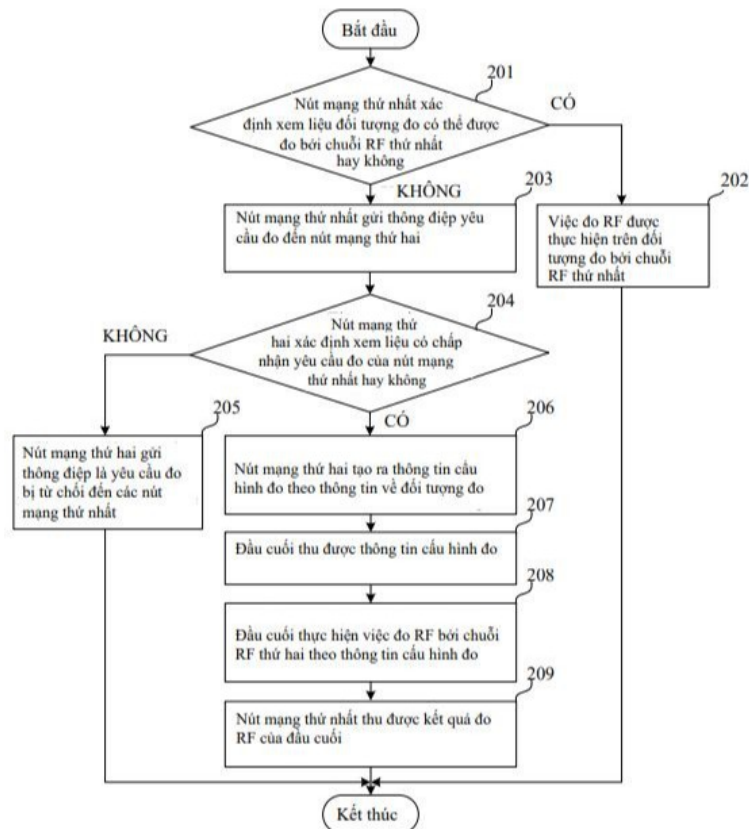 Bắt đầu
201
Nút mạng thứ nhất xác
định xem liệu đối tượng đo có thể được
đo bởi chuỗi RF thứ nhất
hay không
CÓ
KHÔNG
203
202
Nút mạng thứ nhất gửi thông điệp yêu
cầu đo đến nút mạng thứ hai
Việc đo RF được
thực hiện trên đối
tượng đo bởi chuỗi
RF thứ nhất
204
Nút mạng thứ
hai xác định xem liệu có chấp
nhận yêu cầu đo của nút mạng
thứ nhất hay không
KHÔNG
CÓ
205
Nút mạng thứ hai gửi
thông điệp là yêu cầu đo
bị từ chối đến các nút
mạng thứ nhất
206
Nút mạng thứ hai tạo ra thông tin cấu
hình đo theo thông tin về đối tượng đo
207
Đầu cuối thu được thông tin cấu hình đo
208
Đầu cuối thực hiện việc đo RF bởi chuỗi
RF thứ hai theo thông tin cấu hình đo
209
Nút mạng thứ nhất thu được kết quả đo
RF của đầu cuối
Kết thúc